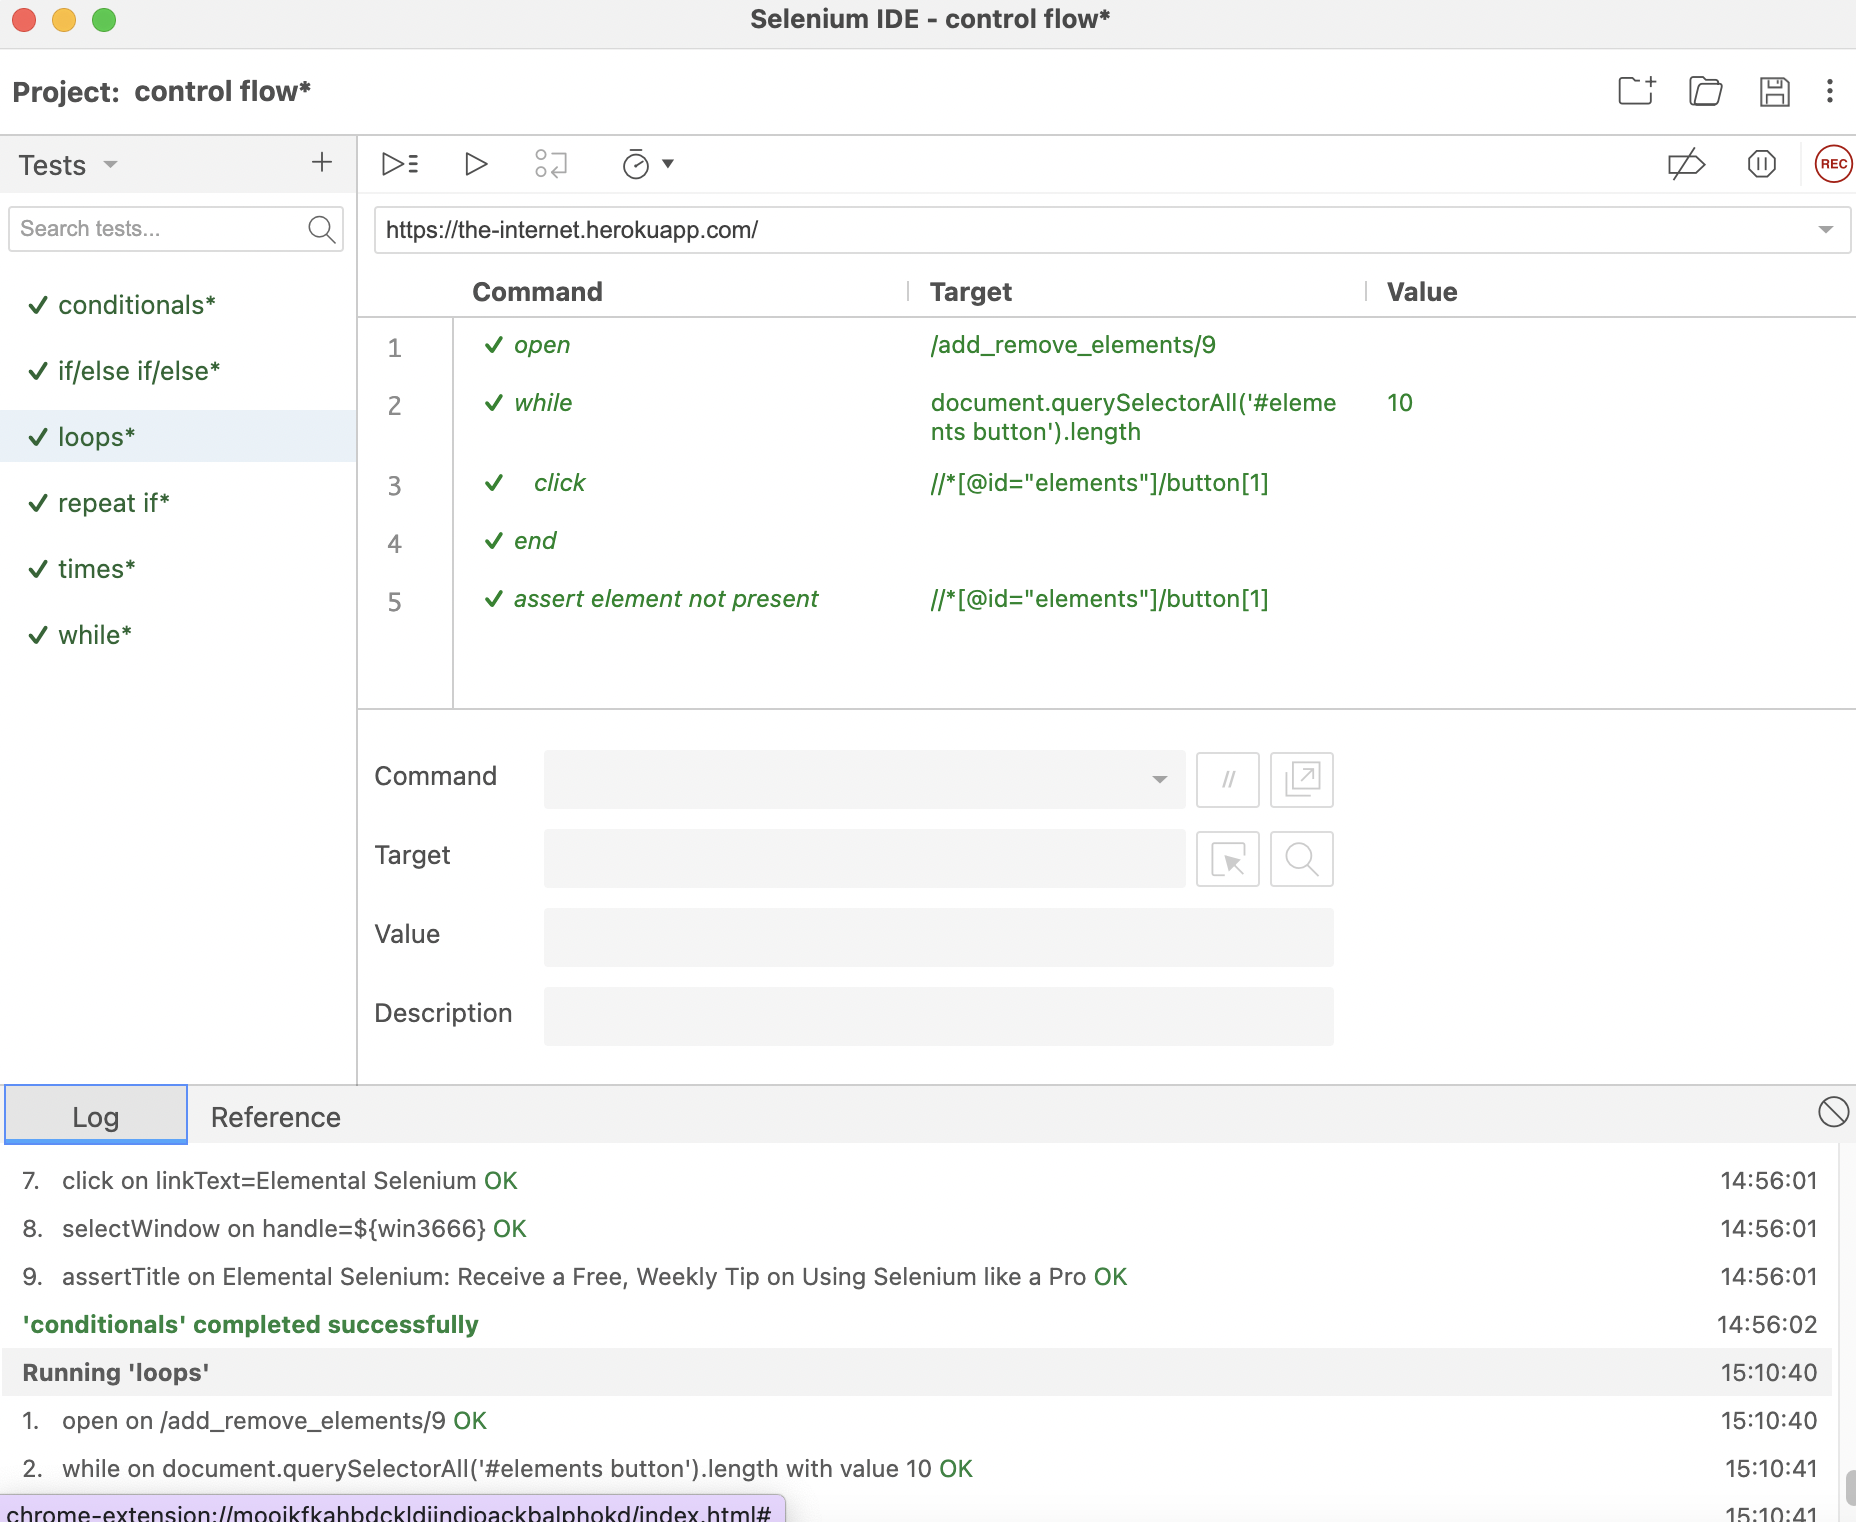 Selenium IDE - control flow*
Project: control flow*
Tests
REC
Search tests...
https://the-internet.herokuapp.com/
conditionals*
if/else if/else*
loops*
repeat if*
times*
while*
Command Target Value
1 open /add_remove_elements/9
2 while document.querySelectorAll('#eleme 10
nts button').length
3 click //*[@id="elements"]/button[1]
4 end
5 assert element not present //*[@id="elements"]/button[1]
Command //
Target
Value
Description
Log Reference
7. click on linkText=Elemental Selenium OK 14:56:01
8. selectWindow on handle=${win3666} OK 14:56:01
9. assertTitle on Elemental Selenium: Receive a Free, Weekly Tip on Using Selenium like a Pro OK 14:56:01
'conditionals' completed successfully 14:56:02
Running 'loops' 15:10:40
1. open on /add_remove_elements/9 OK 15:10:40
2. while on document.querySelectorAll('#elements button').length with value 10 OK 15:10:41
15:10:41
chrome-extension://mooikfkahbdckldjjndioackbalphokd/index.html#